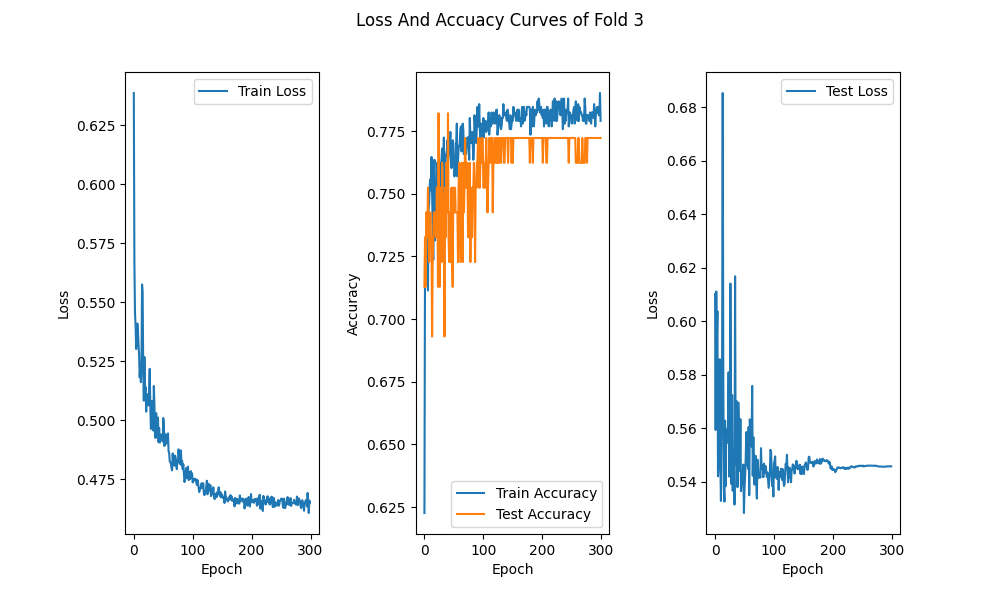 Loss And Accuacy Curves of Fold 3
Train Loss
0.625
0.600
0.575
0.550
0.525
0.500
0.475
Loss
0 100 200 300
Epoch
0.775
0.750
0.725
0.700
0.675
0.650
0.625
Accuracy
Train Accuracy
Test Accuracy
0 100 200 300
Epoch
Test Loss
0.68
0.66
0.64
0.62
0.60
0.58
0.56
0.54
Loss
0 100 200 300
Epoch